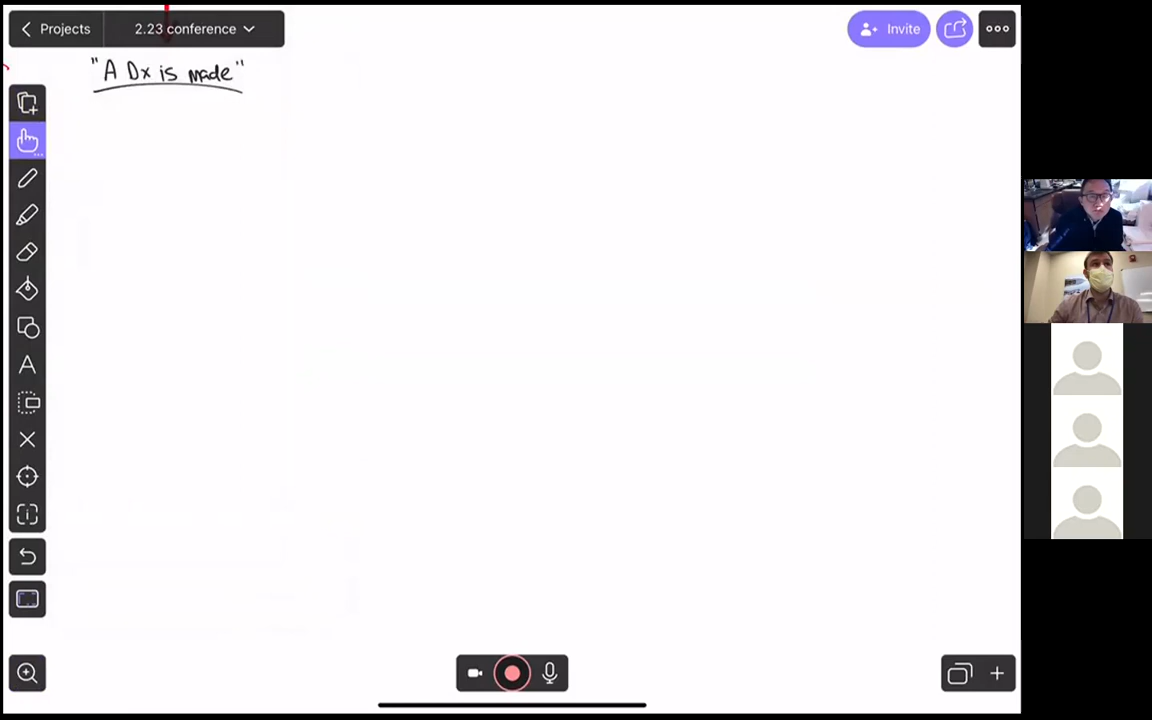 Projects
2.23 conference
Invite
"A Dx is made"
A